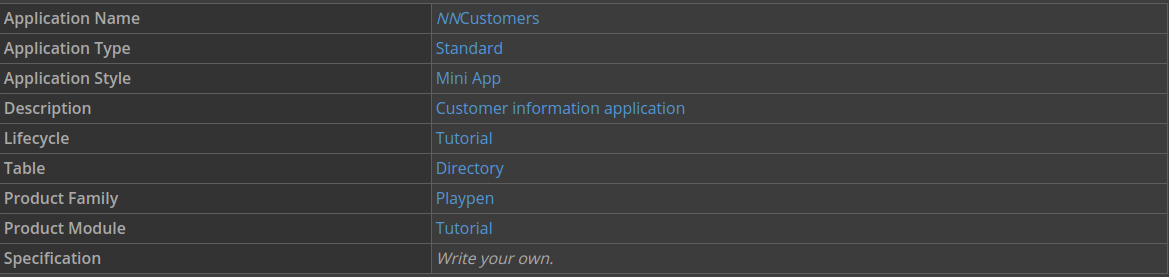 Application Name NNCustomers
Application Type Standard
Application Style Mini App
Description Customer information application
Lifecycle Tutorial
Table Directory
Product Family Playpen
Product Module Tutorial
Specification Write your own.